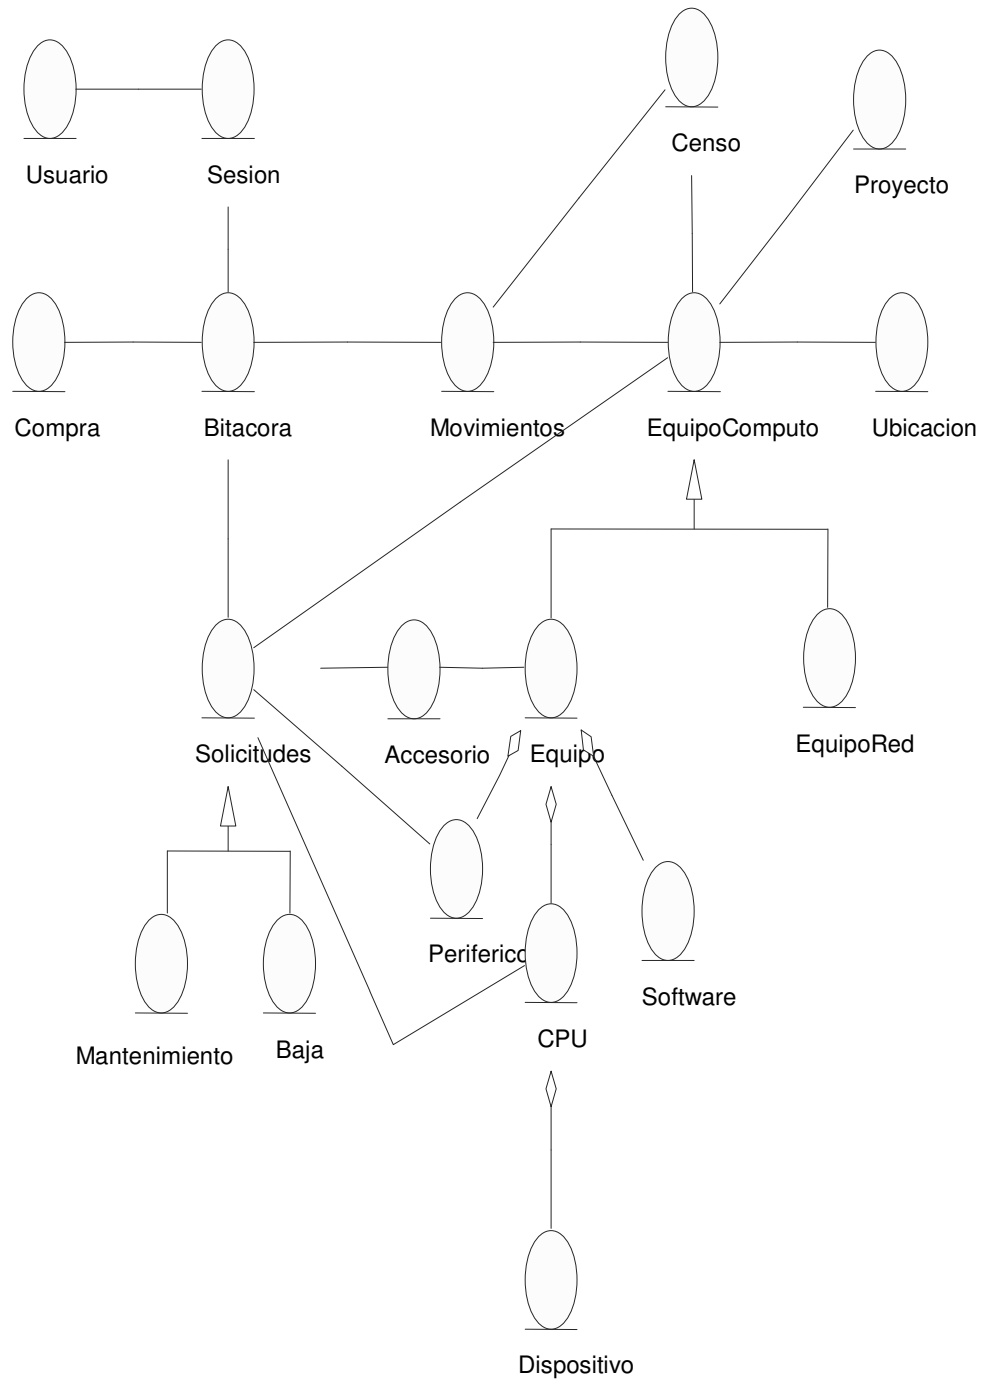 Censo
Usuario
Sesion
Proyecto
Compra
Bitacora
Movimientos
EquipoComputo
Ubicacion
Solicitudes
Accesorio
Equipo
EquipoRed
Periferico
Software
CPU
Mantenimiento
Baja
Dispositivo